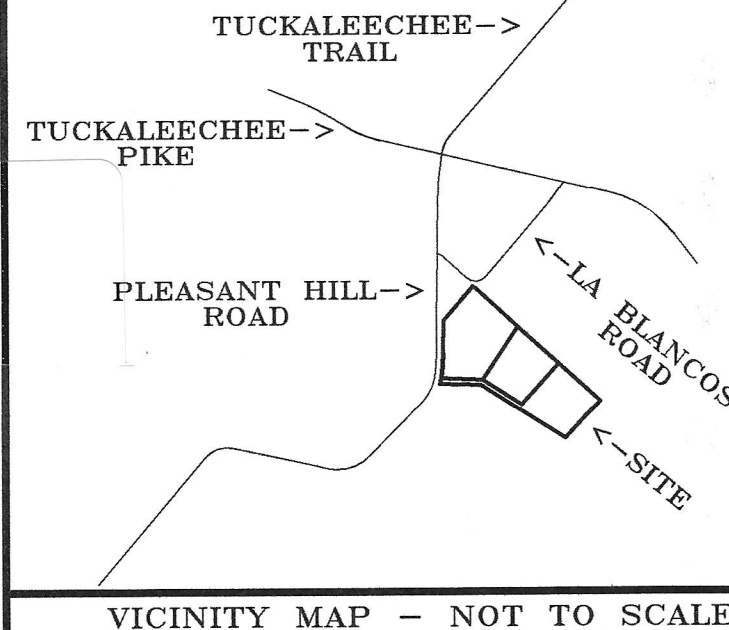 TUCKALEECHEE->
TRAIL
TUCKALEECHEE->
PIKE
PLEASANT HILL->
ROAD
<-LA BLANCOS
ROAD
<-SITE
VICINITY MAP - NOT TO SCALE